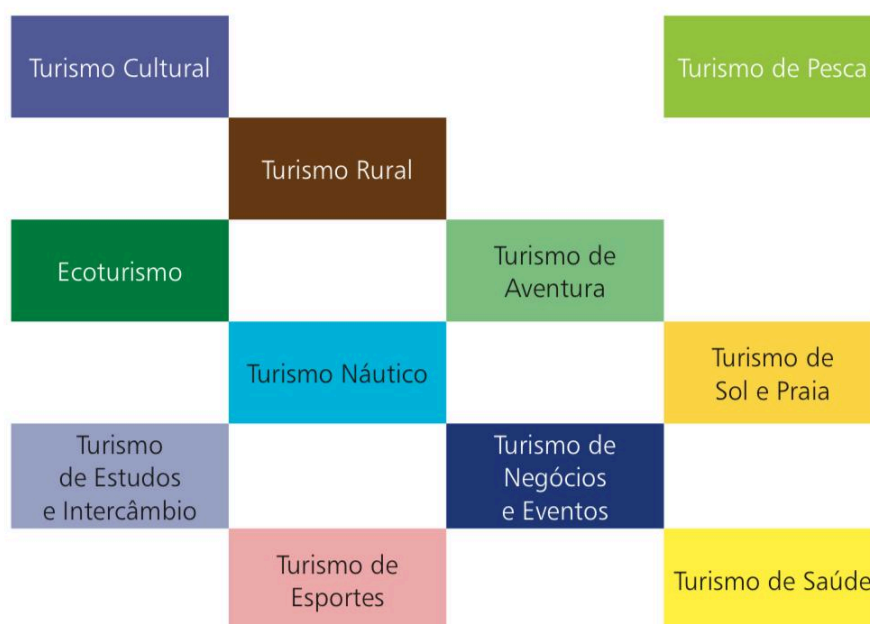 Turismo Cultural
Turismo de Pesca
Turismo Rural
Ecoturismo
Turismo de
Aventura
Turismo Náutico
Turismo de
Sol e Praia
Turismo
de Estudos
e Intercâmbio
Turismo de
Negócios
e Eventos
Turismo de
Esportes
Turismo de Saúde